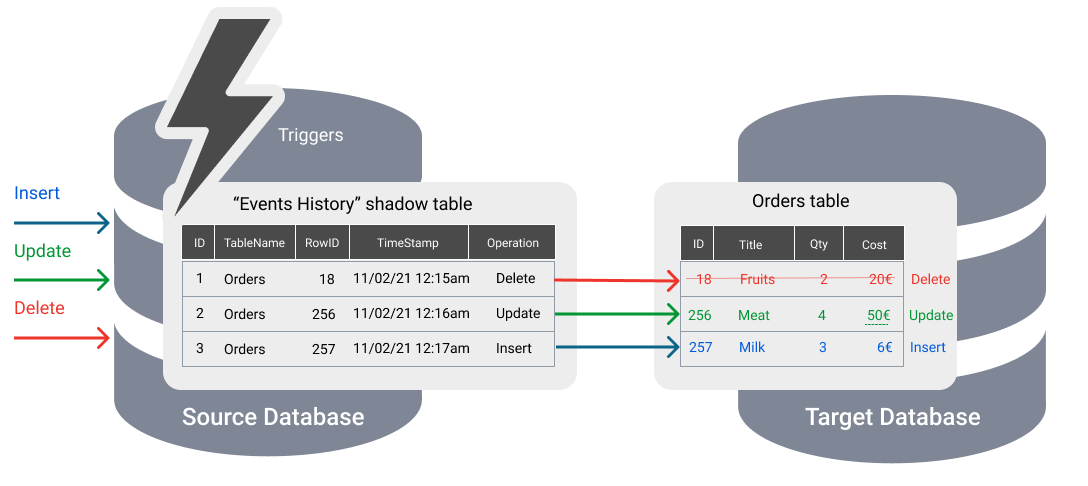 Triggers
Insert
Update
Delete
“Events History” shadow table
ID TableName RowID TimeStamp Operation
1 Orders 18 11/02/21 12:15am Delete
2 Orders 256 11/02/21 12:16am Update
3 Orders 257 11/02/21 12:17am Insert
Source Database
Orders table
ID Title Qty Cost
18 Fruits 2 20€ Delete
256 Meat 4 50€ Update
257 Milk 3 6€ Insert
Target Database